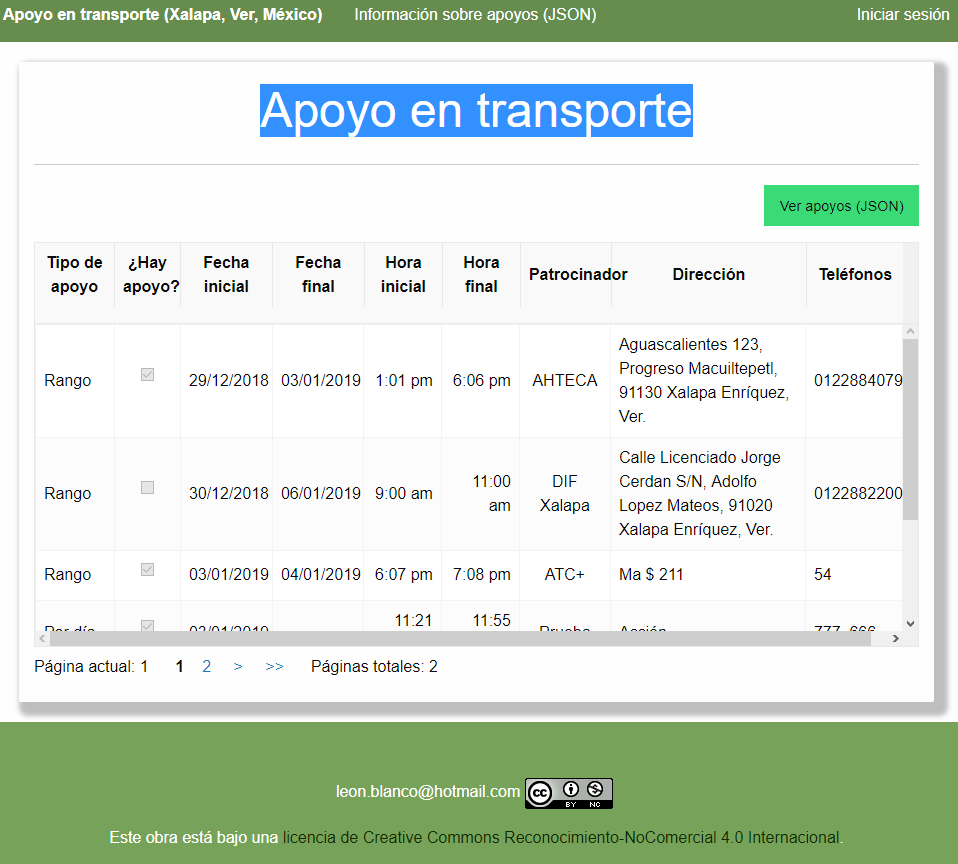 Apoyo en transporte (Xalapa, Ver, México) Información sobre apoyos (JSON) Iniciar sesión
Apoyo en transporte
Ver apoyos (JSON)
Tipo de apoyo ¿Hay apoyo? Fecha inicial Fecha final Hora inicial Hora final Patrocinador Dirección Teléfonos
Rango 29/12/2018 03/01/2019 1:01 pm 6:06 pm AHTECA Aguascalientes 123, Progreso Macuiltepetl, 91130 Xalapa Enríquez, Ver. 0122884079
Rango 30/12/2018 06/01/2019 9:00 am 11:00 am DIF Xalapa Calle Licenciado Jorge Cerdan S/N, Adolfo Lopez Mateos, 91020 Xalapa Enríquez, Ver. 0122882200
Rango 03/01/2019 04/01/2019 6:07 pm 7:08 pm ATC+ Ma $ 211 54
Por día 03/01/2019 11:21 11:55 Prueba Acción
Página actual: 1 1 2 > >> Páginas totales: 2
leon.blanco@hotmail.com cc BY NC
Este obra está bajo una licencia de Creative Commons Reconocimiento-NoComercial 4.0 Internacional.